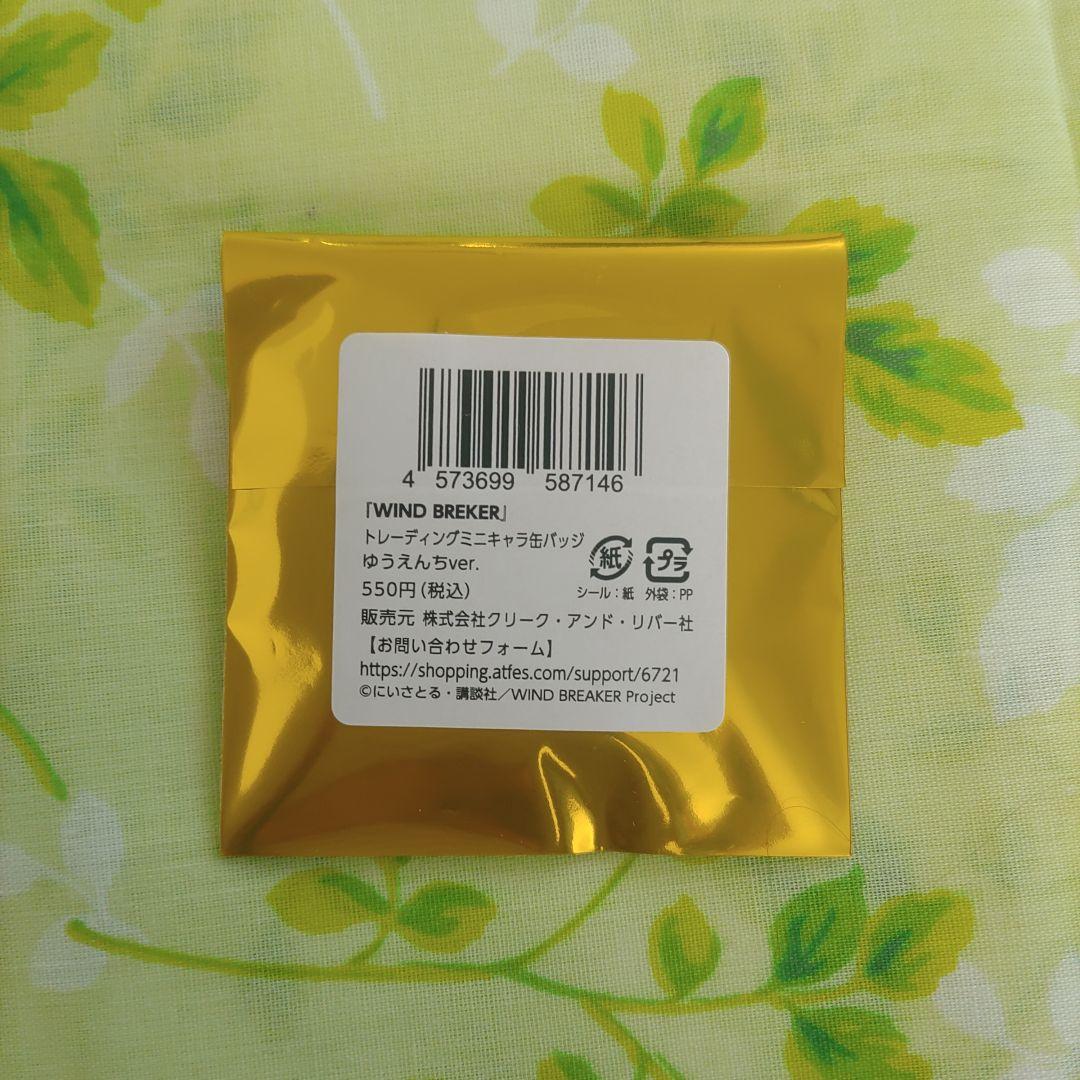 4 573699 587146
『WIND BREKER』
トレーディングミニキャラ缶バッジ
ゆうえんちver.
550円(税込)
紙 プラ
シール:紙 外袋:PP
販売元 株式会社クリーク・アンド・リバー社
【お問い合わせフォーム】
https://shopping.atfes.com/support/6721
©にいさとる・講談社/WIND BREAKER Project